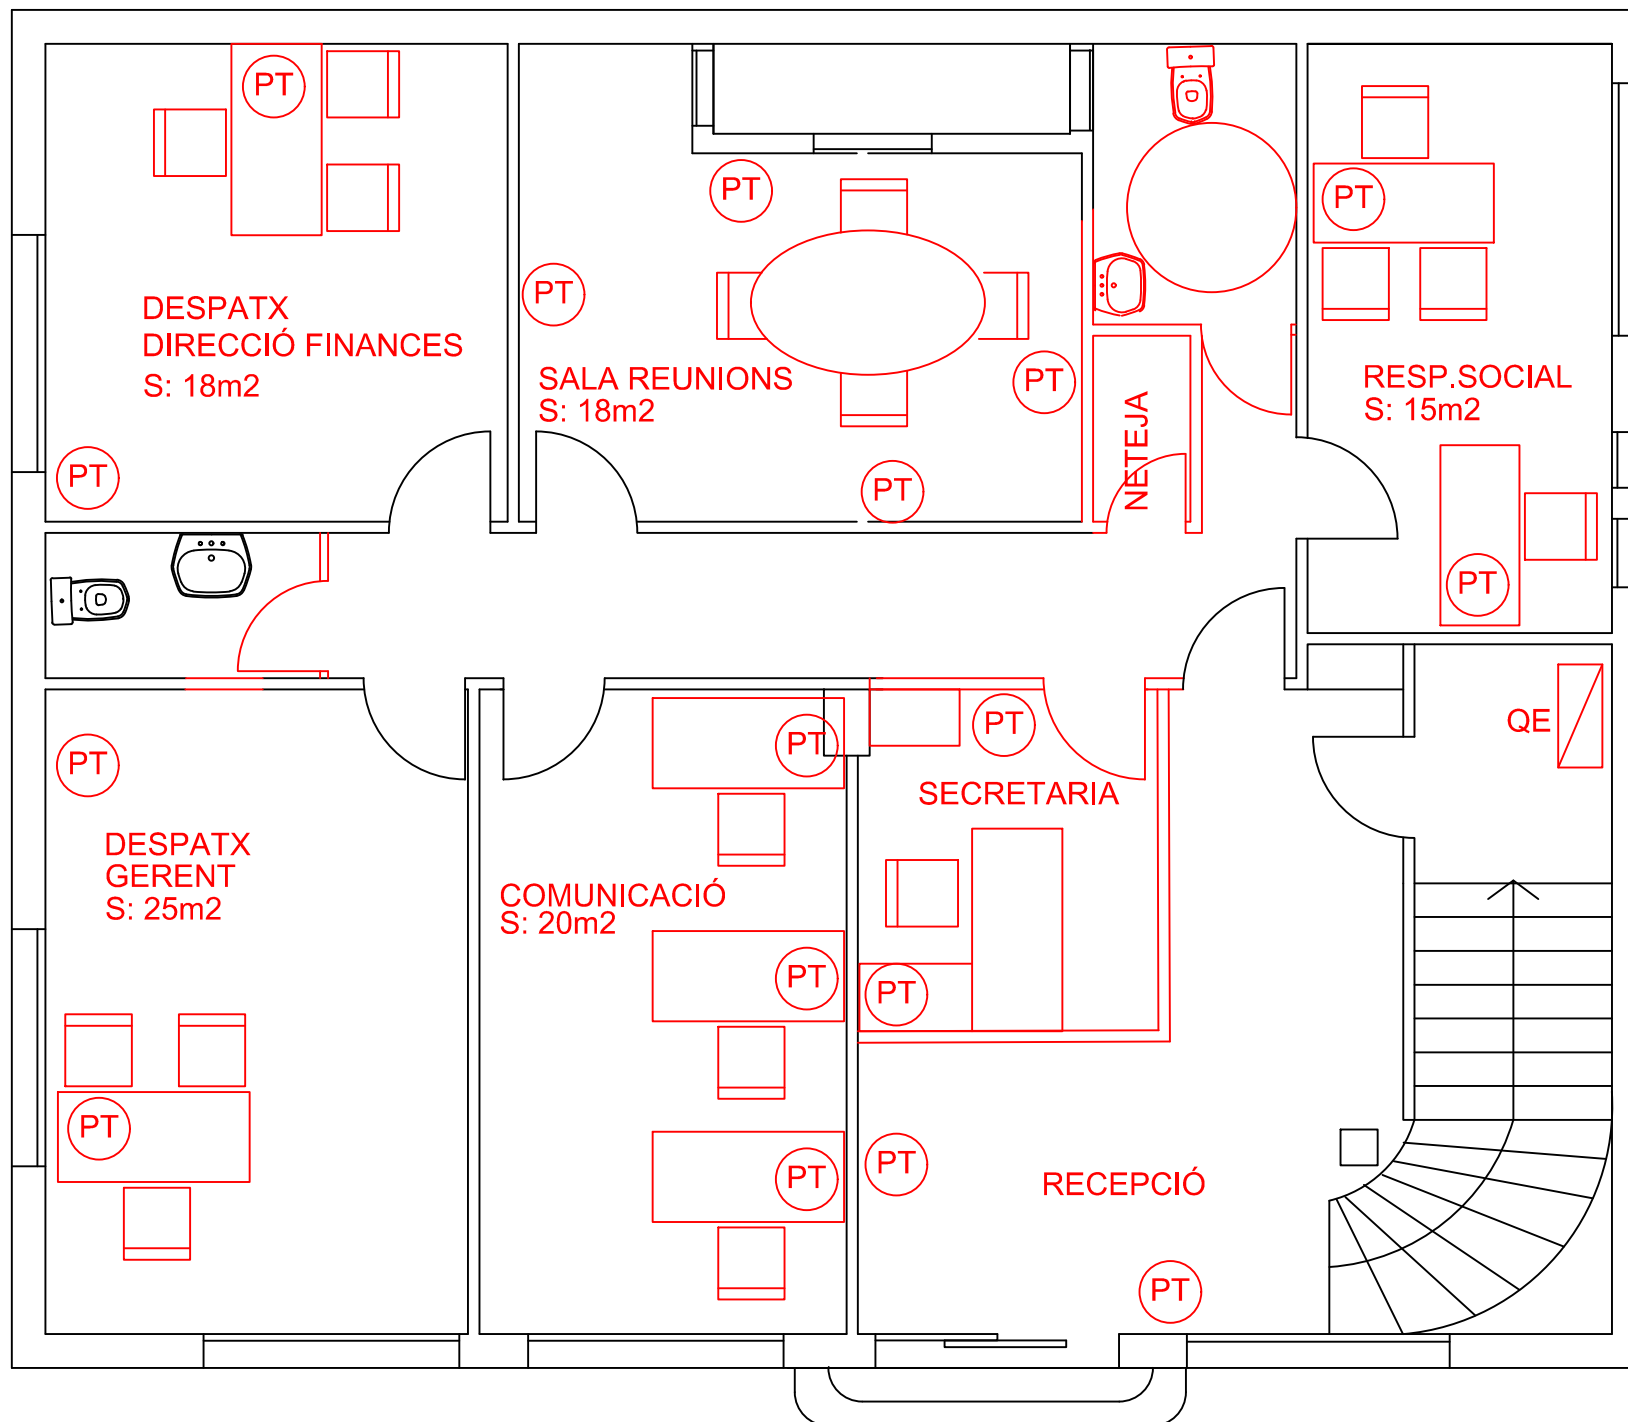 PT
DESPATX
DIRECCIÓ FINANCES
S: 18m2
PT
PT
PT
SALA REUNIONS
S: 18m2
PT
PT
NETEJA
PT
RESP.SOCIAL
S: 15m2
PT
QE
PT
DESPATX
GERENT
S: 25m2
PT
PT
COMUNICACIÓ
S: 20m2
PT
PT
PT
SECRETARIA
PT
PT
RECEPCIÓ
PT